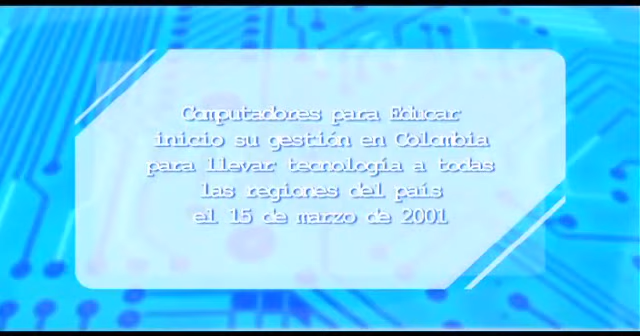 Computadores para Educar
inicio su gestión en Colombia
para llevar tecnología a todas
las regiones del país
el 15 de marzo de 2001